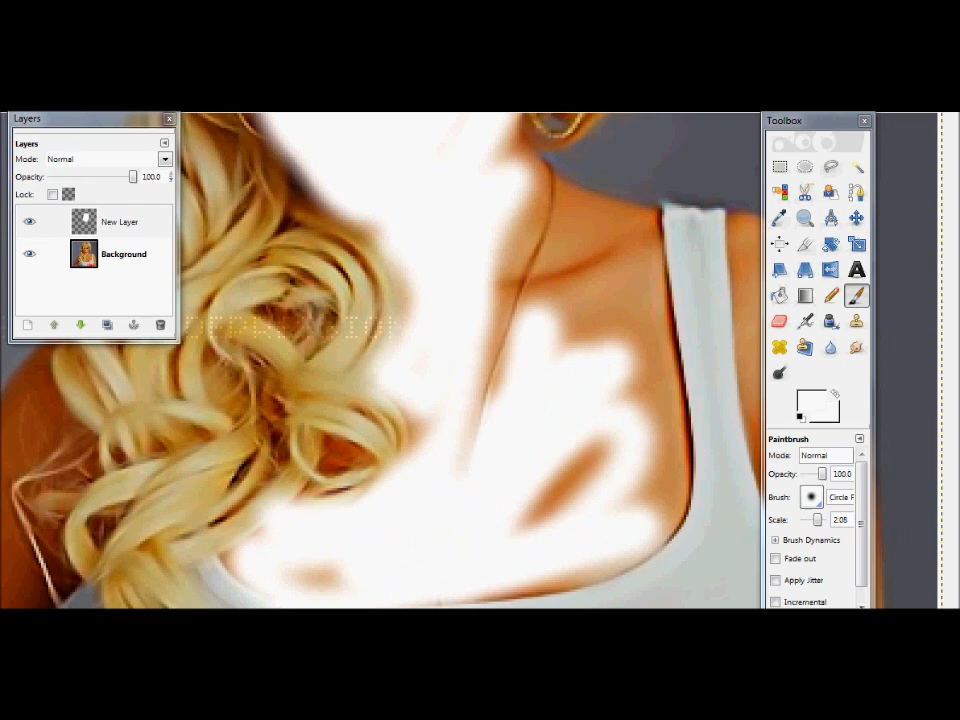 Layers
Toolbox
Layers
Mode: Normal
Opacity: 100.0
Lock:
New Layer
Background
Paintbrush
Mode: Normal
Opacity: 100.0
Brush: Circle F
Scale: 2.08
Brush Dynamics
Fade out
Apply Jitter
Incremental